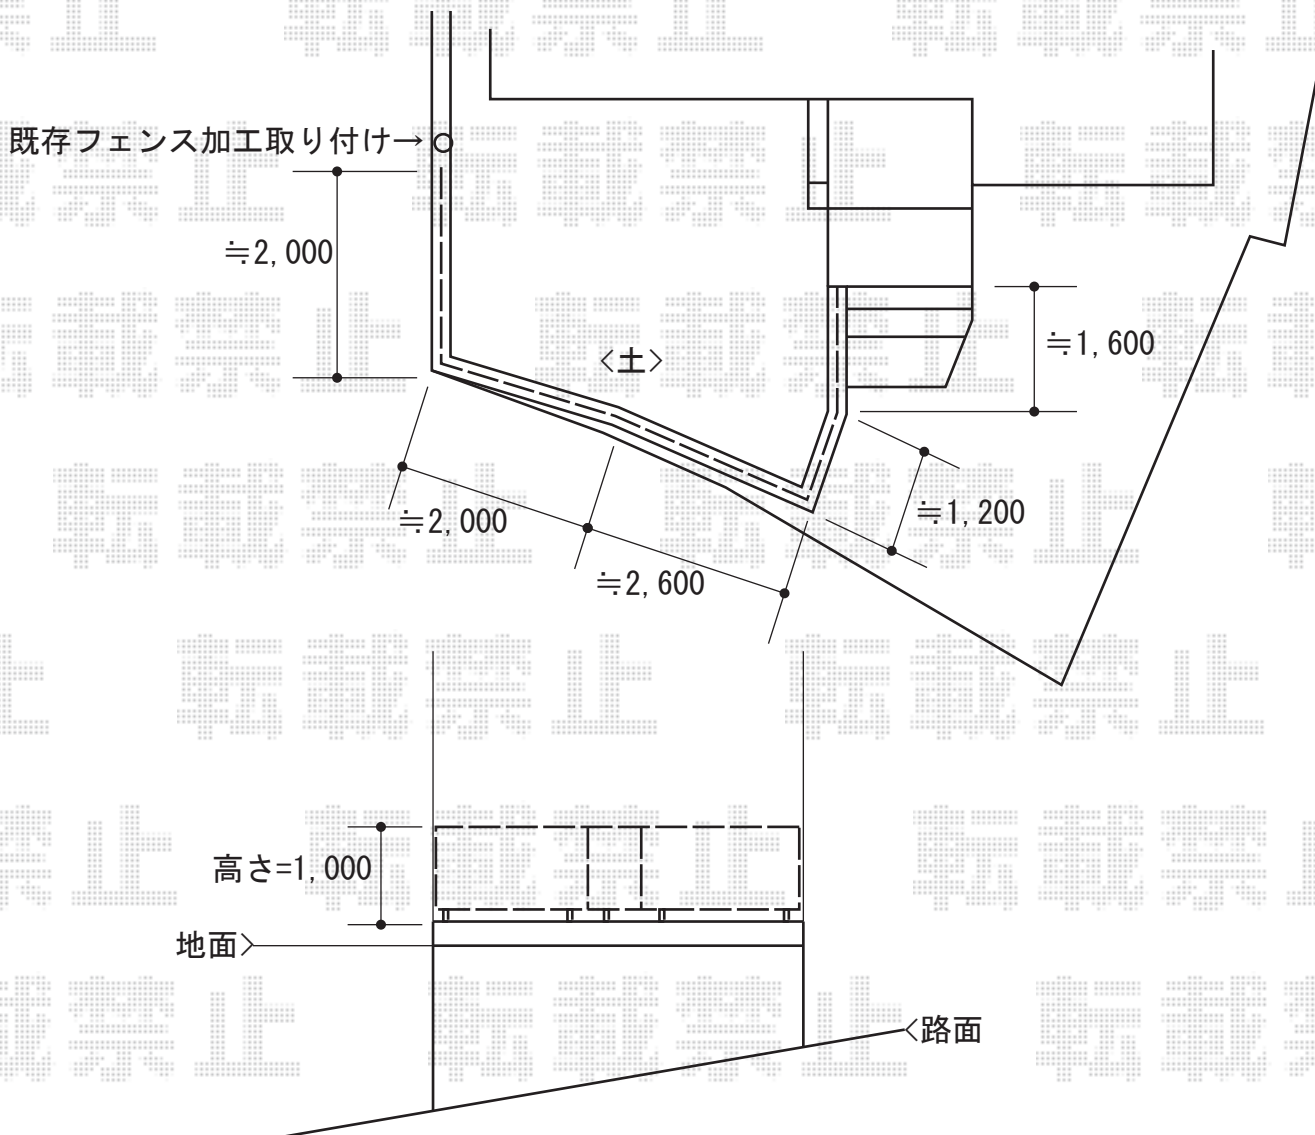 既存フェンス加工取り付け→
≒2,000
〈土〉
≒1,600
≒2,000
≒1,200
≒2,600
高さ=1,000
地面〉
〈路面
転載禁止